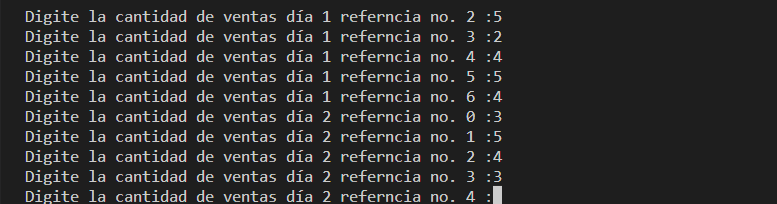 Digite la cantidad de ventas día 1 referncia no. 2 :5
Digite la cantidad de ventas día 1 referncia no. 3 :2
Digite la cantidad de ventas día 1 referncia no. 4 :4
Digite la cantidad de ventas día 1 referncia no. 5 :5
Digite la cantidad de ventas día 1 referncia no. 6 :4
Digite la cantidad de ventas día 2 referncia no. 0 :3
Digite la cantidad de ventas día 2 referncia no. 1 :5
Digite la cantidad de ventas día 2 referncia no. 2 :4
Digite la cantidad de ventas día 2 referncia no. 3 :3
Digite la cantidad de ventas día 2 referncia no. 4 :